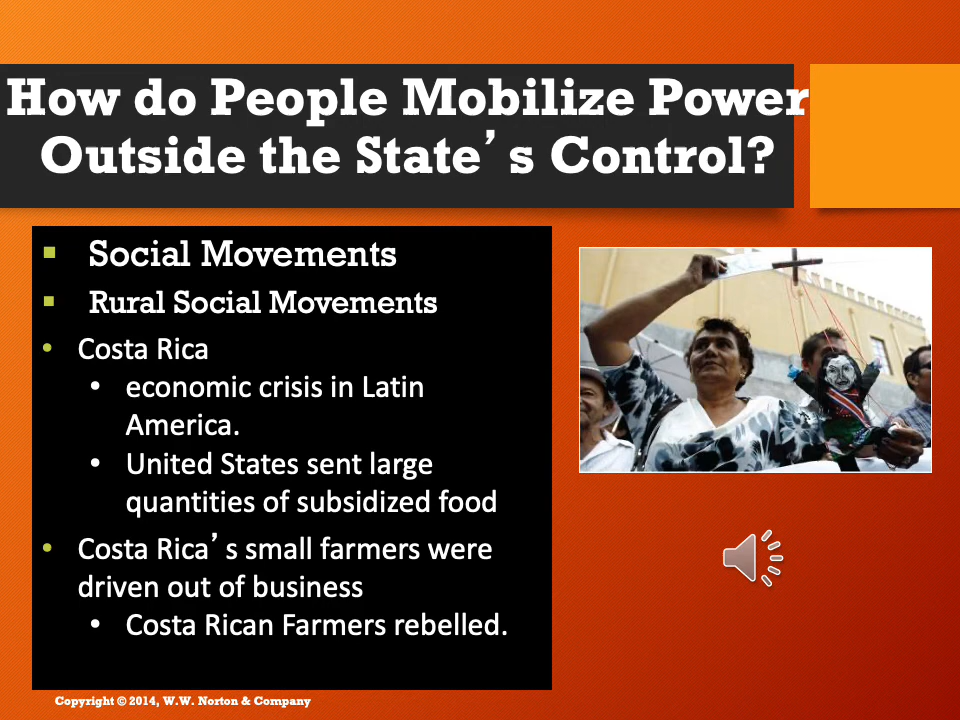 How do People Mobilize Power
Outside the State’s Control?
▪ Social Movements
▪ Rural Social Movements
• Costa Rica
• economic crisis in Latin
America.
• United States sent large
quantities of subsidized food
• Costa Rica’s small farmers were
driven out of business
• Costa Rican Farmers rebelled.
Copyright © 2014, W.W. Norton & Company